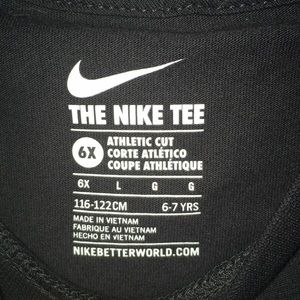 THE NIKE TEE
6X
ATHLETIC CUT
CORTE ATLÉTICO
COUPE ATHLÉTIQUE
6X L G G
116-122CM 6-7 YRS
MADE IN VIETNAM
FABRIQUE AU VIETNAM
HECHO EN VIETNAM
NIKEBETTERWORLD.COM